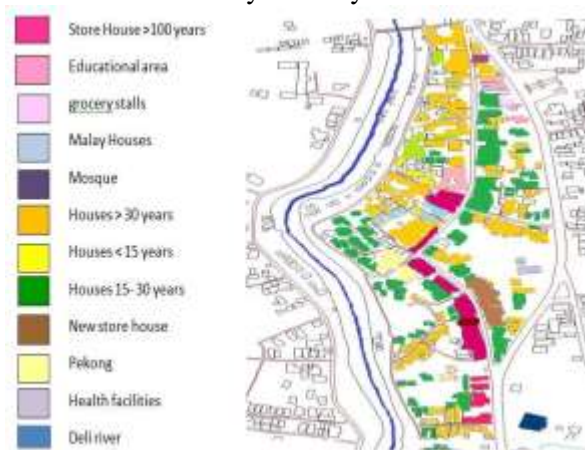 Store House >100 years
Educational area
grocery stalls
Malay Houses
Mosque
Houses > 30 years
Houses < 15 years
Houses 15- 30 years
New store house
Pekong
Health facilities
Deli river